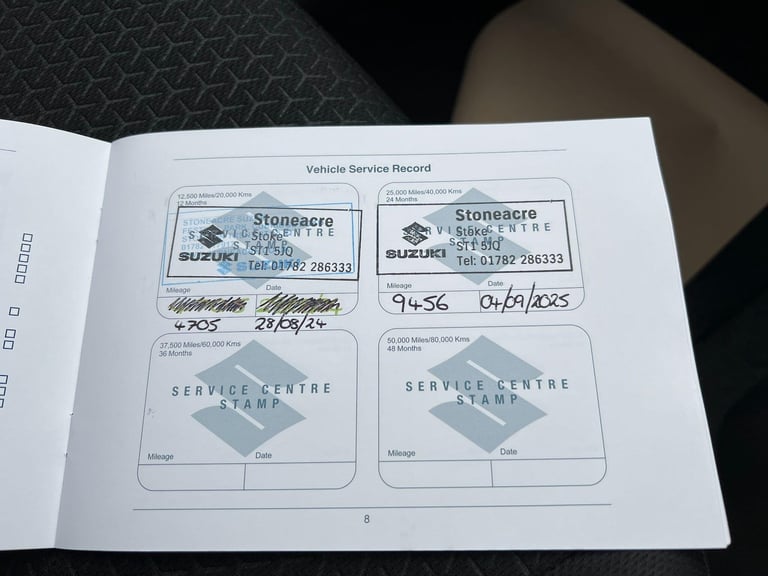 Vehicle Service Record
12,500 Miles/20,000 Kms
12 Months
Stoneacre
Stoke
SERVICE CENTRE
STAMP
ST1 5JQ
SUZUKI
Tel: 01782 286333
Mileage Date
4705 28/08/24
25,000 Miles/40,000 Kms
24 Months
Stoneacre
Stoke
SERVICE CENTRE
STAMP
ST1 5JQ
SUZUKI
Tel: 01782 286333
Mileage Date
9456 04/09/2025
37,500 Miles/60,000 Kms
36 Months
SERVICE CENTRE
STAMP
Mileage Date
50,000 Miles/80,000 Kms
48 Months
SERVICE CENTRE
STAMP
Mileage Date
8